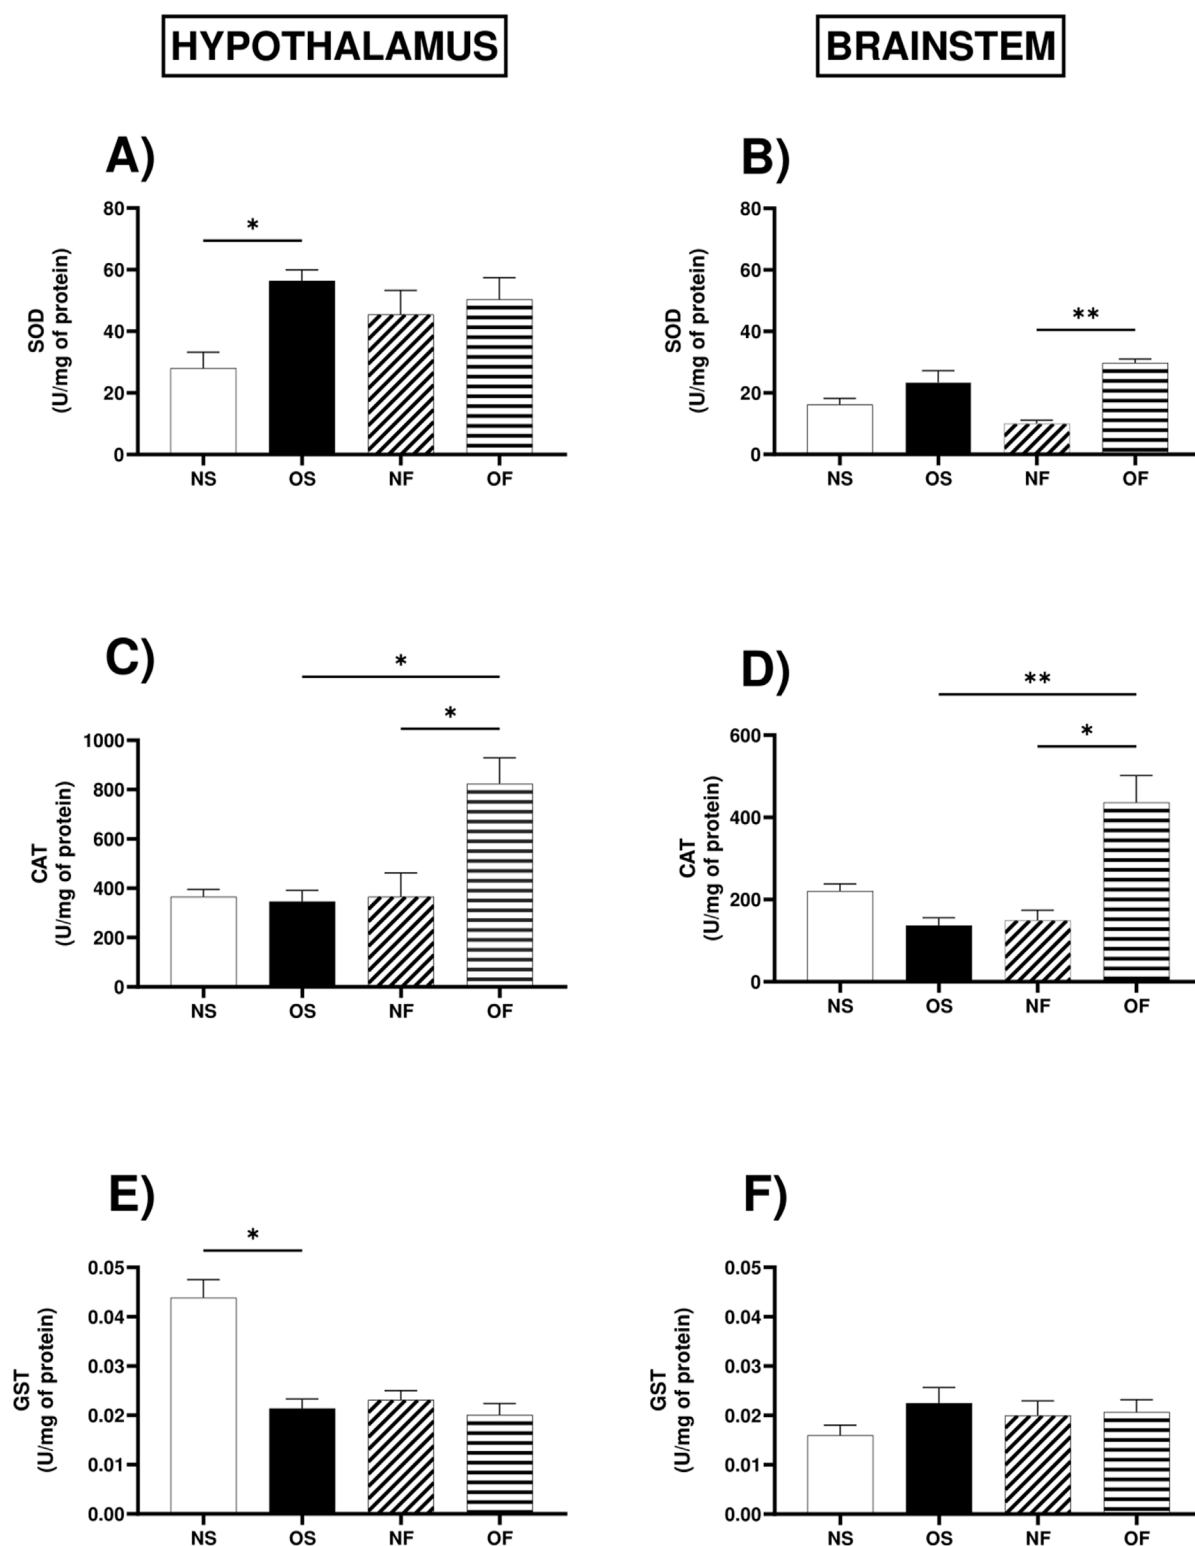 HYPOTHALAMUS
BRAINSTEM
A)
SOD
(U/mg of protein)
80
60
40
20
0
*
NS OS NF OF
B)
SOD
(U/mg of protein)
80
60
40
20
0
**
NS OS NF OF
C)
CAT
(U/mg of protein)
1000
800
600
400
200
0
*
*
NS OS NF OF
D)
CAT
(U/mg of protein)
600
400
200
0
**
*
NS OS NF OF
E)
GST
(U/mg of protein)
0.05
0.04
0.03
0.02
0.01
0.00
*
NS OS NF OF
F)
GST
(U/mg of protein)
0.05
0.04
0.03
0.02
0.01
0.00
NS OS NF OF